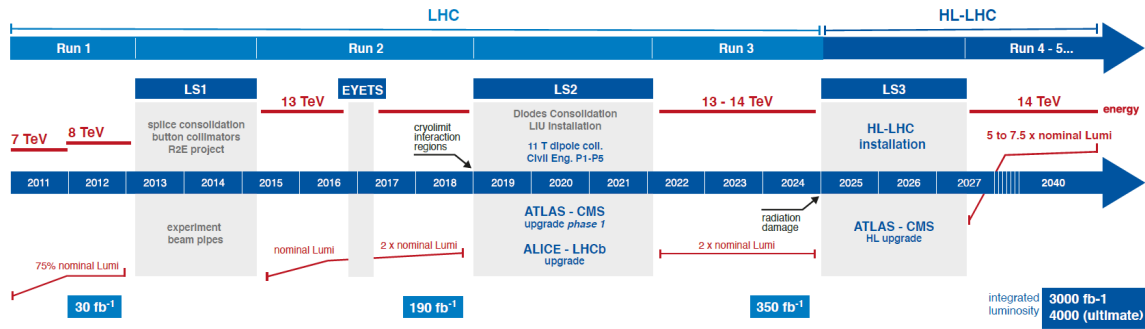 LHC
HL-LHC
Run 1
Run 2
Run 3
Run 4 - 5...
LS1
EYETS
LS2
LS3
7 TeV
8 TeV
splice consolidation
button collimators
R2E project
13 TeV
cryolimit
interaction
regions
Diodes Consolidation
LIU Installation
11 T dipole coll.
Civil Eng. P1-P5
13 - 14 TeV
HL-LHC
installation
14 TeV
energy
5 to 7.5 x nominal Lumi
2011
2012
2013
2014
2015
2016
2017
2018
2019
2020
2021
2022
2023
2024
2025
2026
2027
2040
75% nominal Lumi
experiment
beam pipes
nominal Lumi
2 x nominal Lumi
ATLAS - CMS
upgrade phase 1
ALICE - LHCb
upgrade
2 x nominal Lumi
radiation
damage
ATLAS - CMS
HL upgrade
30 fb-1
190 fb-1
350 fb-1
integrated
luminosity
3000 fb-1
4000 (ultimate)